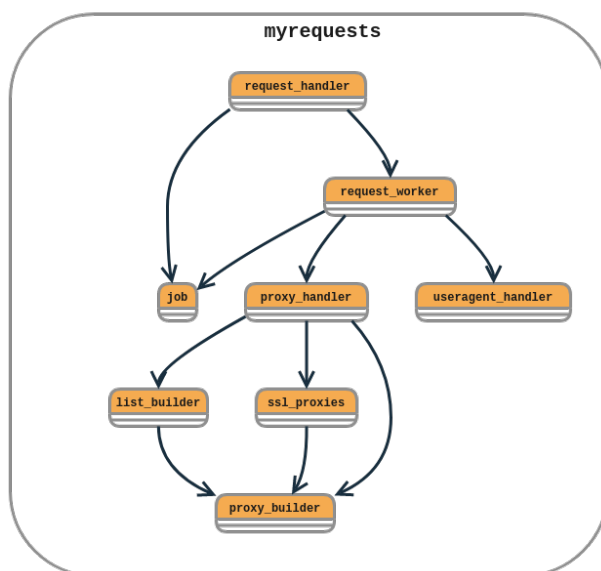 myrequests
request_handler
request_worker
job
proxy_handler
useragent_handler
list_builder
ssl_proxies
proxy_builder